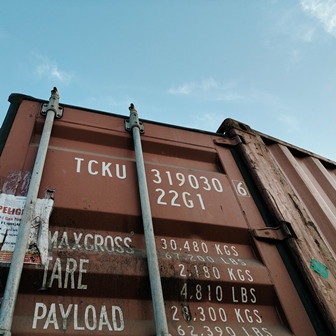 TCKU 319030 6
22G1
PELIGRO
MAXGROSS 30.480 KGS
67.200 LBS
TARE 2.180 KGS
4.810 LBS
PAYLOAD 28.300 KGS
62.390 LBS